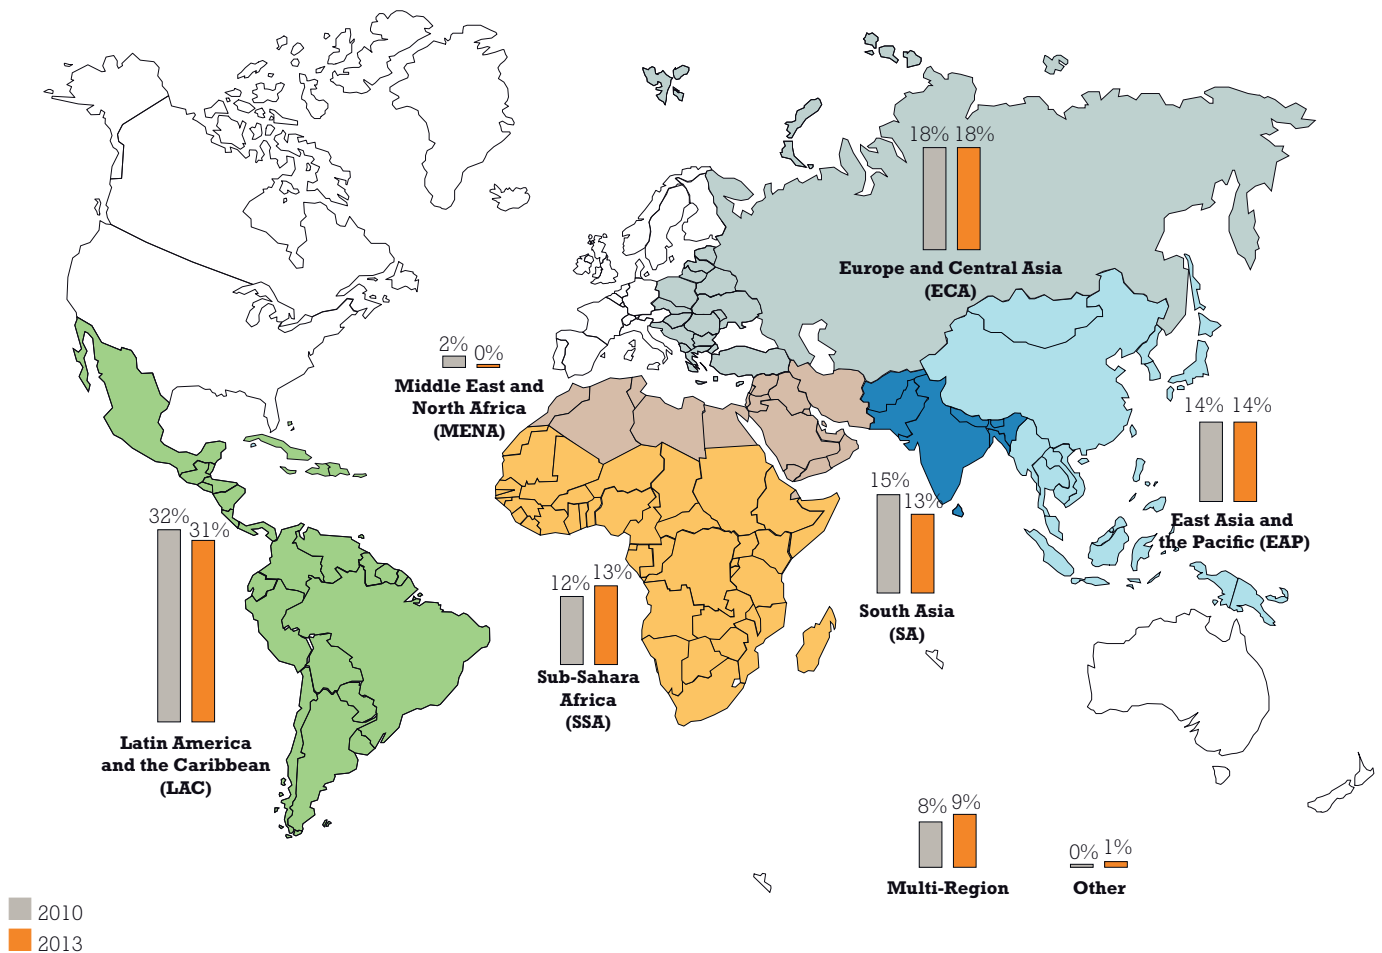 18% 18%
Europe and Central Asia
(ECA)
2% 0%
Middle East and
North Africa
(MENA)
14% 14%
East Asia and
the Pacific (EAP)
15% 13%
South Asia
(SA)
32% 31%
Latin America
and the Caribbean
(LAC)
12% 13%
Sub-Sahara
Africa
(SSA)
8% 9%
Multi-Region
0% 1%
Other
2010
2013